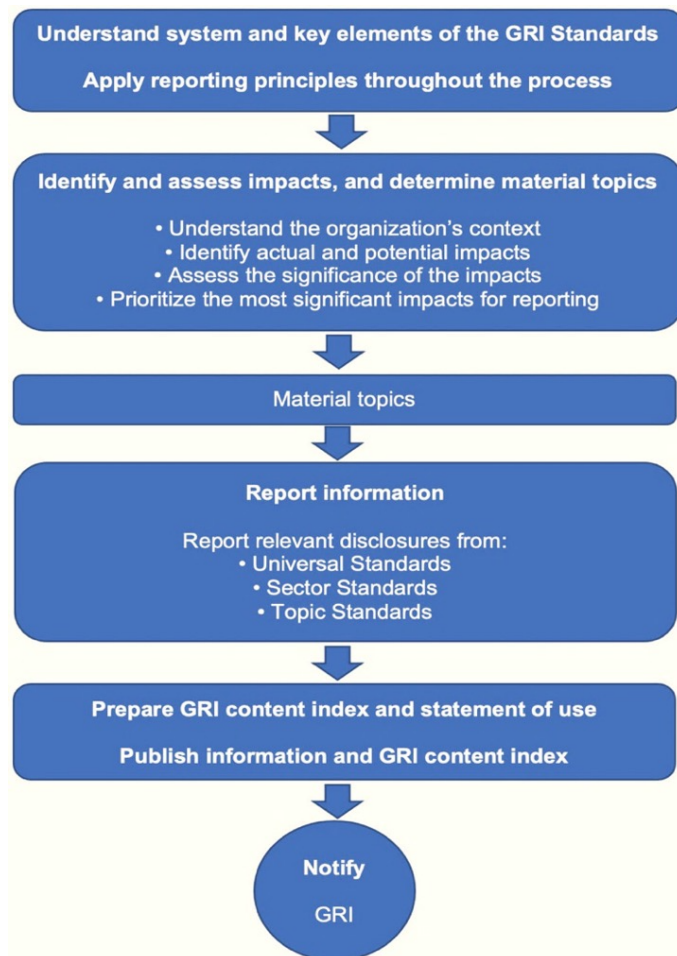 Understand system and key elements of the GRI Standards
Apply reporting principles throughout the process
Identify and assess impacts, and determine material topics
• Understand the organization's context
• Identify actual and potential impacts
• Assess the significance of the impacts
• Prioritize the most significant impacts for reporting
Material topics
Report information
Report relevant disclosures from:
• Universal Standards
• Sector Standards
• Topic Standards
Prepare GRI content index and statement of use
Publish information and GRI content index
Notify
GRI